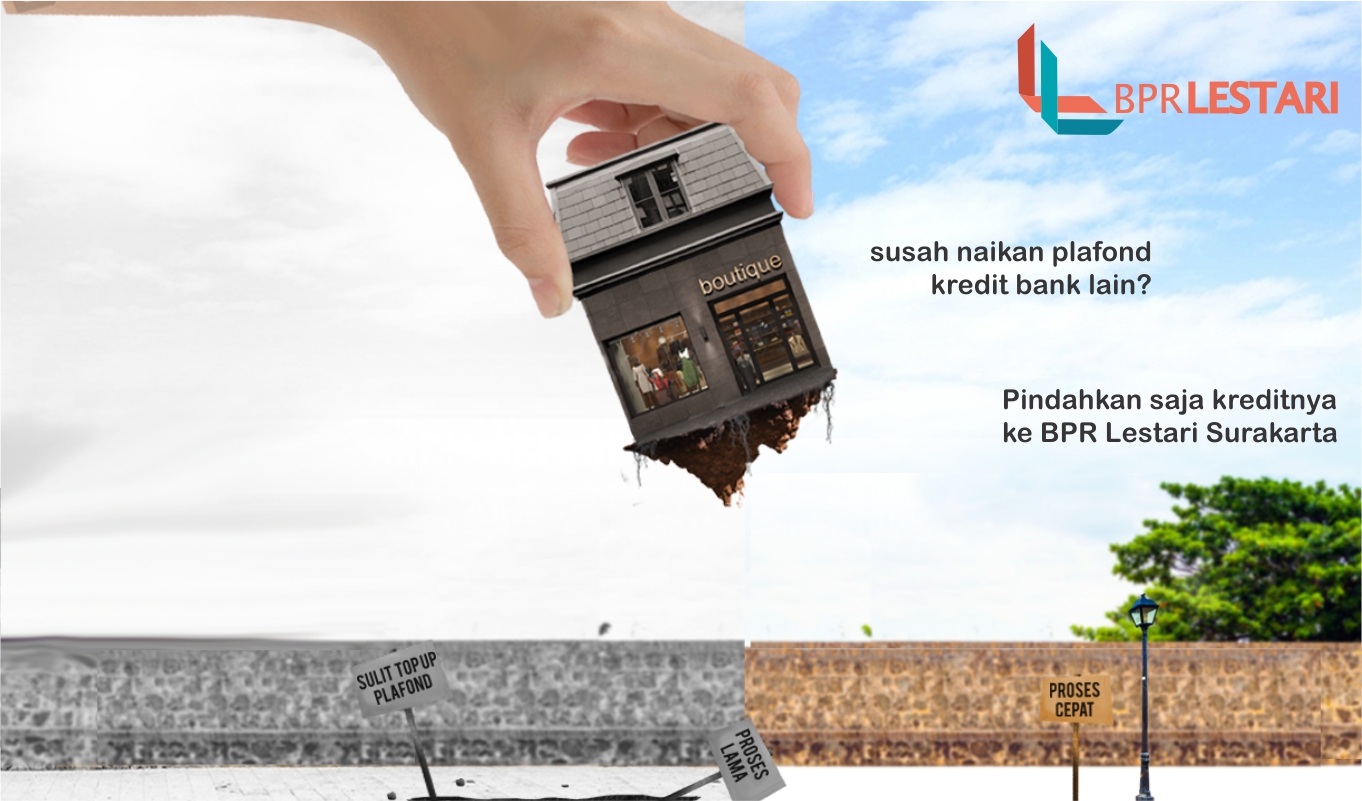 BPR LESTARI
susah naikan plafond
kredit bank lain?
boutique
Pindahkan saja kreditnya
ke BPR Lestari Surakarta
SULIT TOP UP
PLAFOND
PROSES
CEPAT
PROSES
LAMA